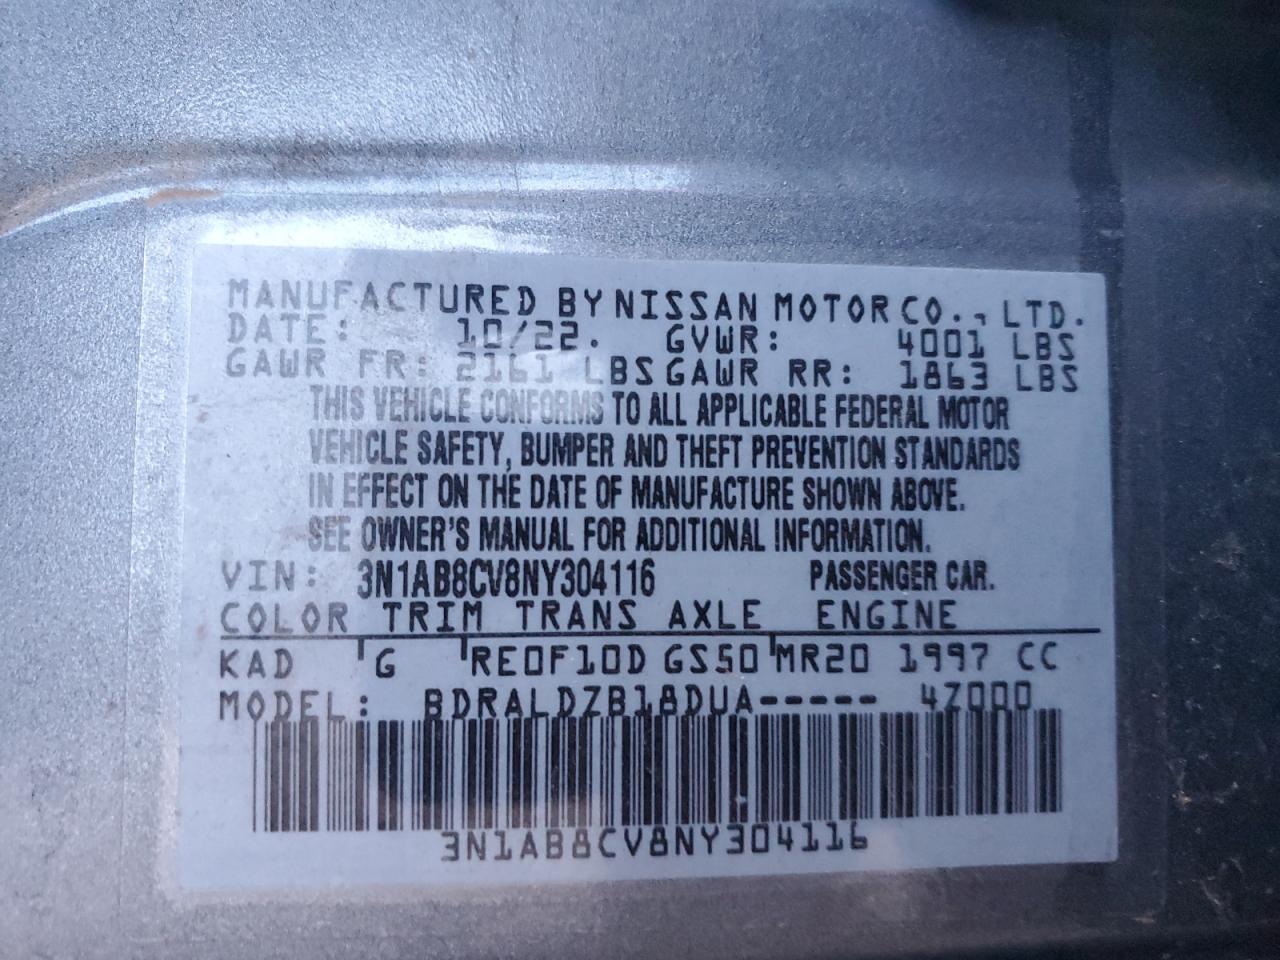 MANUFACTURED BY NISSAN MOTOR CO., LTD.
DATE: 10/22. GVWR: 4001 LBS
GAWR FR: 2161 LBS GAWR RR: 1863 LBS
THIS VEHICLE CONFORMS TO ALL APPLICABLE FEDERAL MOTOR
VEHICLE SAFETY, BUMPER AND THEFT PREVENTION STANDARDS
IN EFFECT ON THE DATE OF MANUFACTURE SHOWN ABOVE.
SEE OWNER'S MANUAL FOR ADDITIONAL INFORMATION.
VIN: 3N1AB8CV8NY304116 PASSENGER CAR.
COLOR TRIM TRANS AXLE ENGINE
KAD G RE0F10D GS50 MR20 1997 CC
MODEL: BDRALDZB18DUA----- 4Z000
3N1AB8CV8NY304116